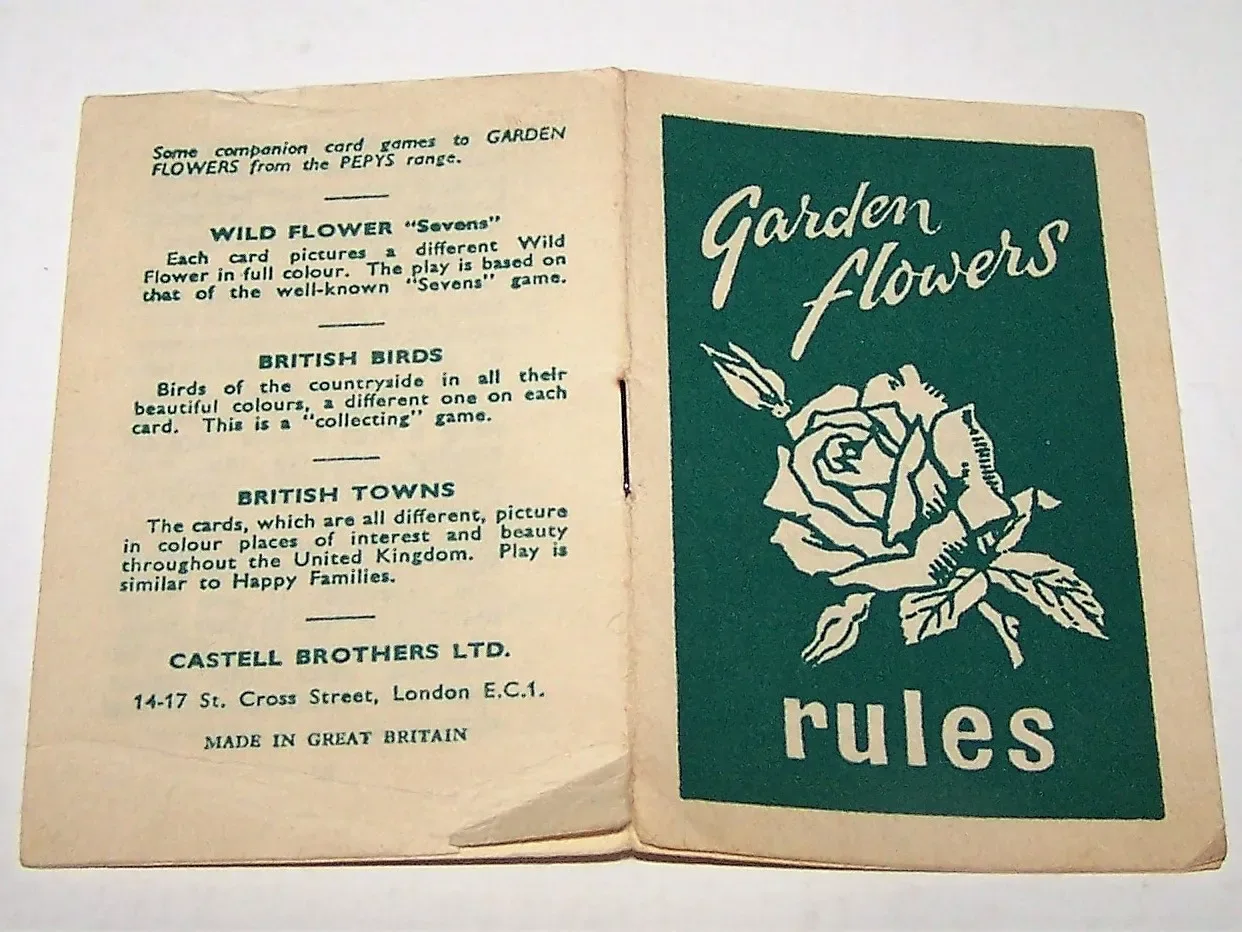 Some companion card games to GARDEN
FLOWERS from the PEPYS range.
WILD FLOWER "Sevens"
Each card pictures a different Wild
Flower in full colour. The play is based on
that of the well-known "Sevens" game.
BRITISH BIRDS
Birds of the countryside in all their
beautiful colours, a different one on each
card. This is a "collecting" game.
BRITISH TOWNS
The cards, which are all different, picture
in colour places of interest and beauty
throughout the United Kingdom. Play is
similar to Happy Families.
CASTELL BROTHERS LTD.
14-17 St. Cross Street, London E.C.1.
MADE IN GREAT BRITAIN
Garden
flowers
rules